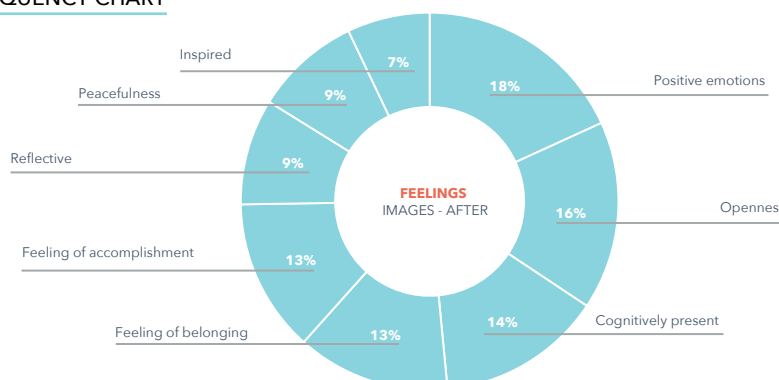 QUENCY CHART
Inspired
7%
18%
Positive emotions
Peacefulness
9%
Reflective
9%
FEELINGS
IMAGES - AFTER
16%
Opennes
Feeling of accomplishment
13%
14%
Cognitively present
Feeling of belonging
13%